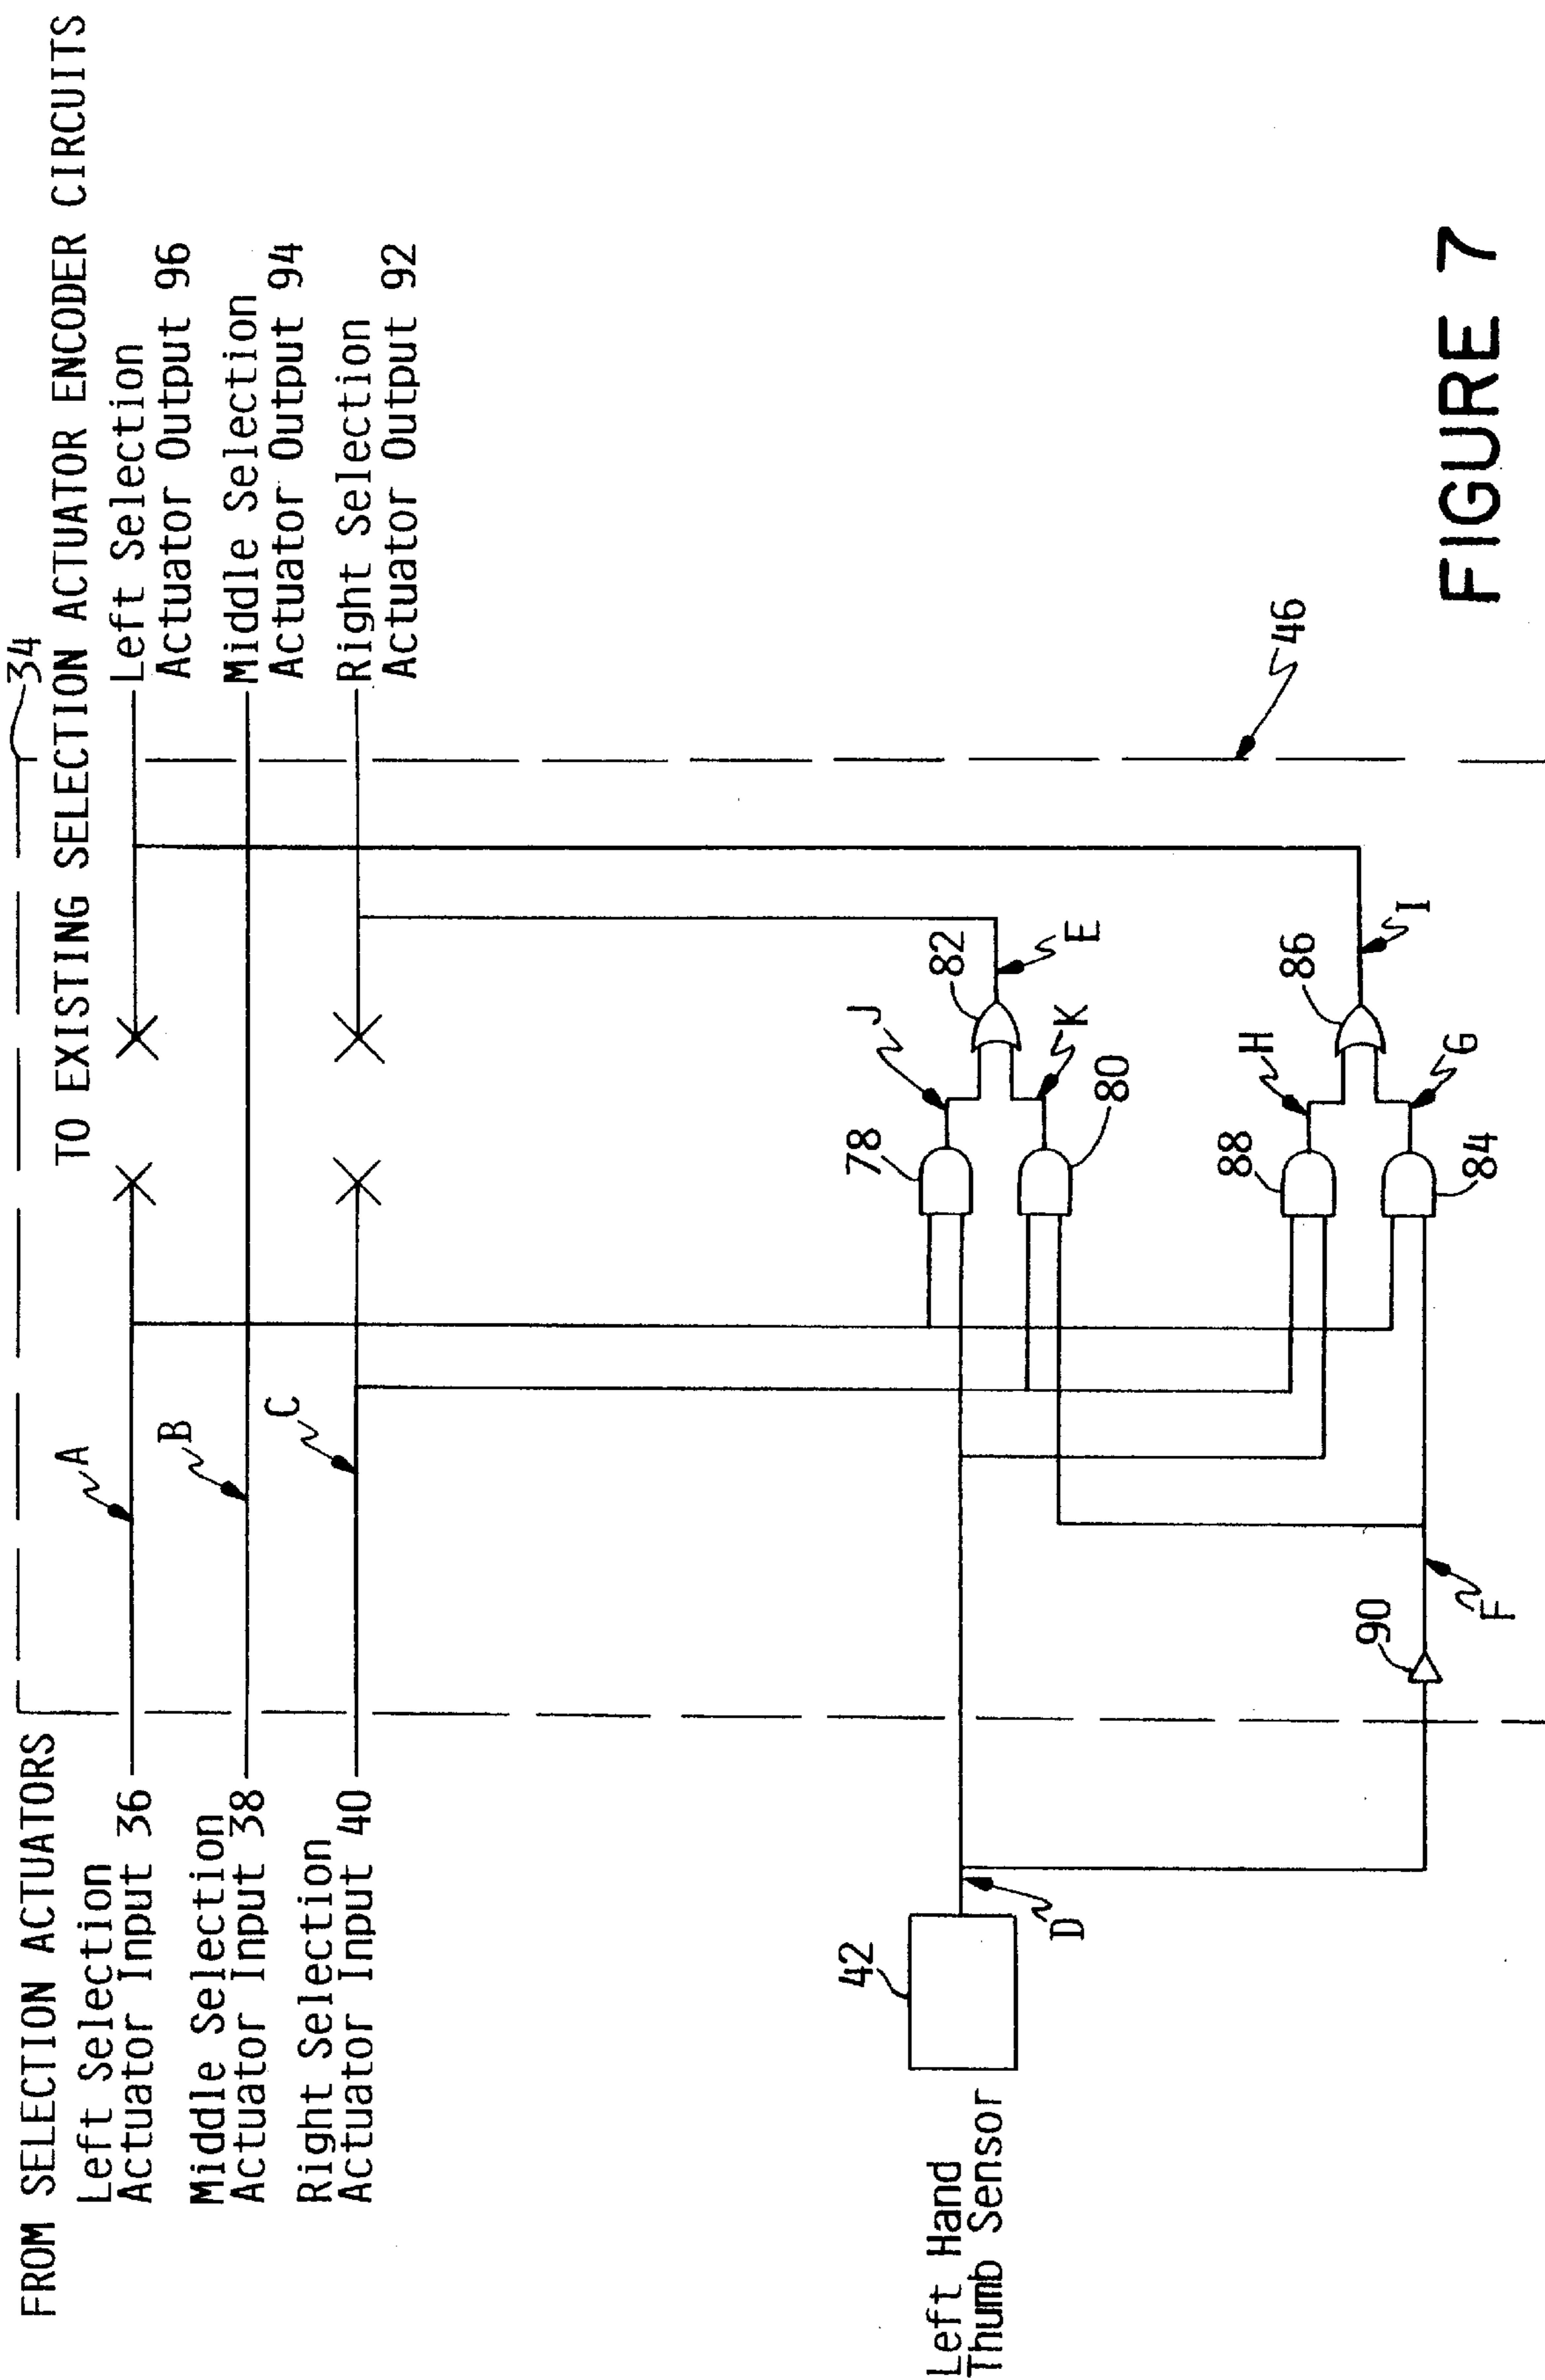 FROM SELECTION ACTUATORS
TO EXISTING SELECTION ACTUATOR ENCODER CIRCUITS
34
Left Selection
Actuator Input 36
A
Left Selection
Actuator Output 96
Middle Selection
Actuator Input 38
B
Middle Selection
Actuator Output 94
Right Selection
Actuator Input 40
C
Right Selection
Actuator Output 92
Left Hand
Thumb Sensor
42
D
78
J
82
E
K
80
46
90
F
88
H
86
I
G
84
FIGURE 7